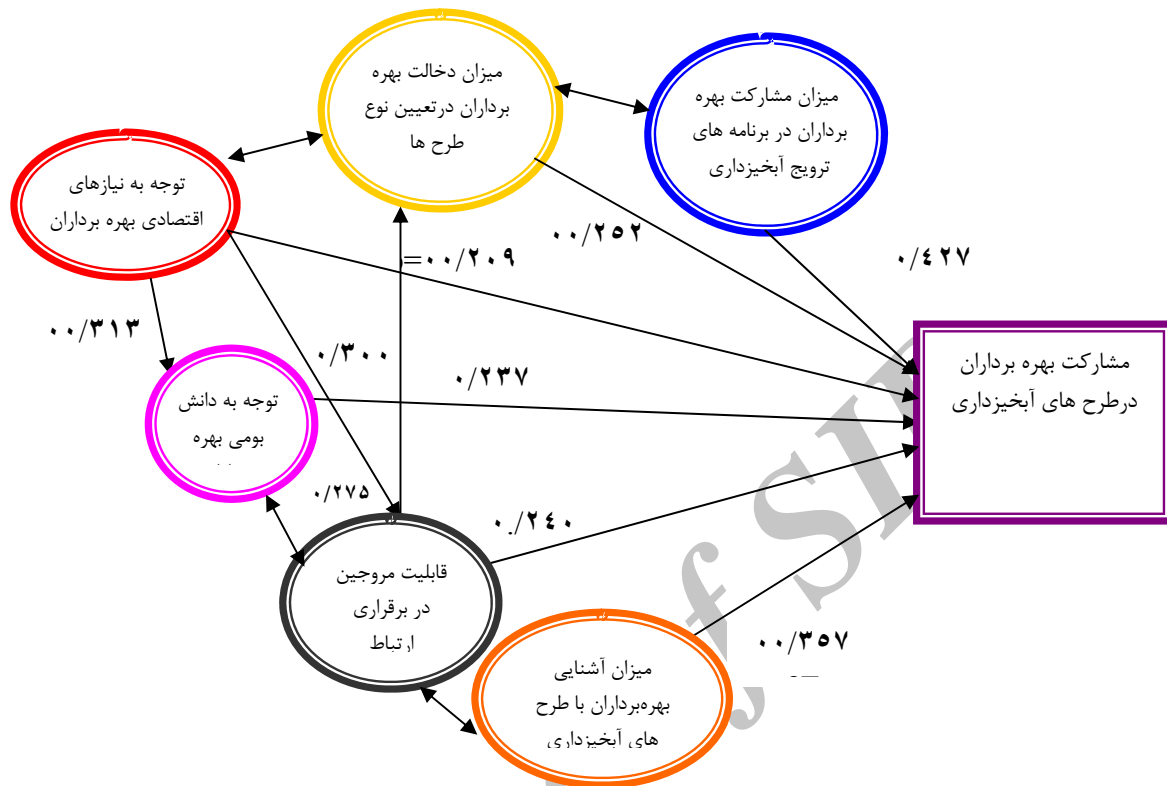 میزان دخالت بهره
برداران درتعیین نوع
طرح ها
میزان مشارکت بهره
برداران در برنامه های
ترویج آبخیزداری
توجه به نیازهای
اقتصادی بهره برداران
۰۰/۲۵۲
۰/۴۲۷
=۰۰/۲۰۹
۰۰/۳۱۳
۰/۳۰۰
۰/۲۳۷
مشارکت بهره برداران
درطرح های آبخیزداری
توجه به دانش
بومی بهره
۰/۲۷۵
۰/۲۴۰
قابلیت مروجین
در برقراری
ارتباط
۰۰/۳۵۷
میزان آشنایی
بهره‌برداران با طرح
های آبخیزداری
f SI